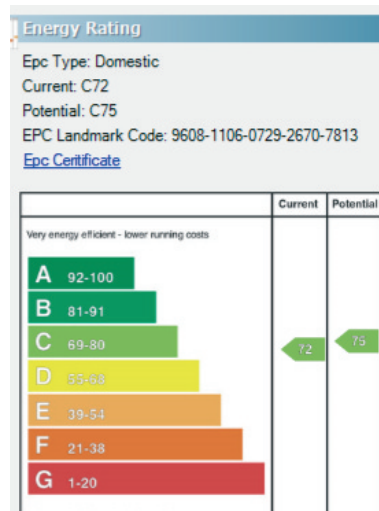 Energy Rating
Epc Type: Domestic
Current: C72
Potential: C75
EPC Landmark Code: 9608-1106-0729-2670-7813
Epc Certificate
Current Potential
Very energy efficient - lower running costs
A 92-100
B 81-91
C 69-80
72 75
D 55-68
E 39-54
F 21-38
G 1-20